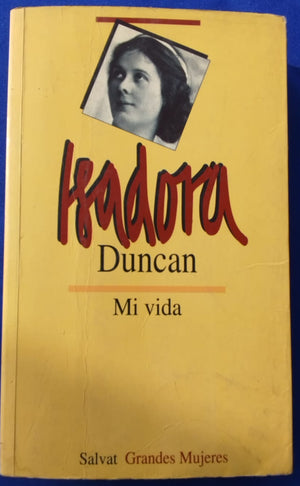 Isadora
Duncan
Mi vida
Salvat Grandes Mujeres